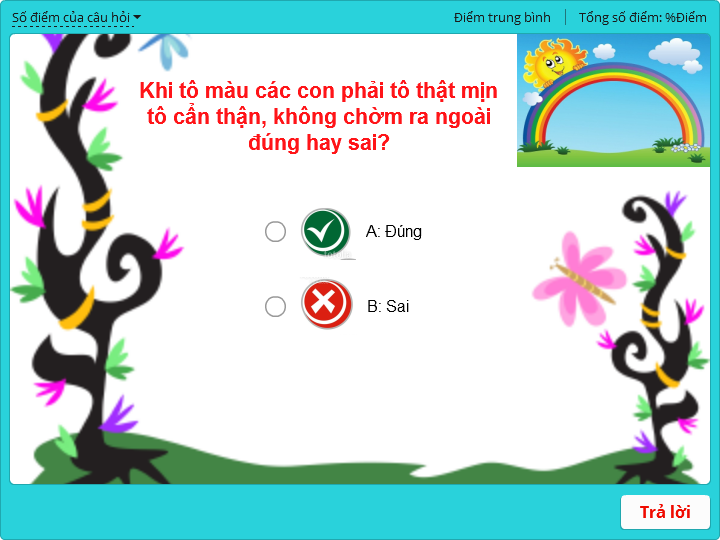 Số điểm của câu hỏi
Điểm trung bình
Tổng số điểm: %Điểm
Khi tô màu các con phải tô thật mịn
tô cẩn thận, không chờm ra ngoài
đúng hay sai?
A: Đúng
B: Sai
Trả lời